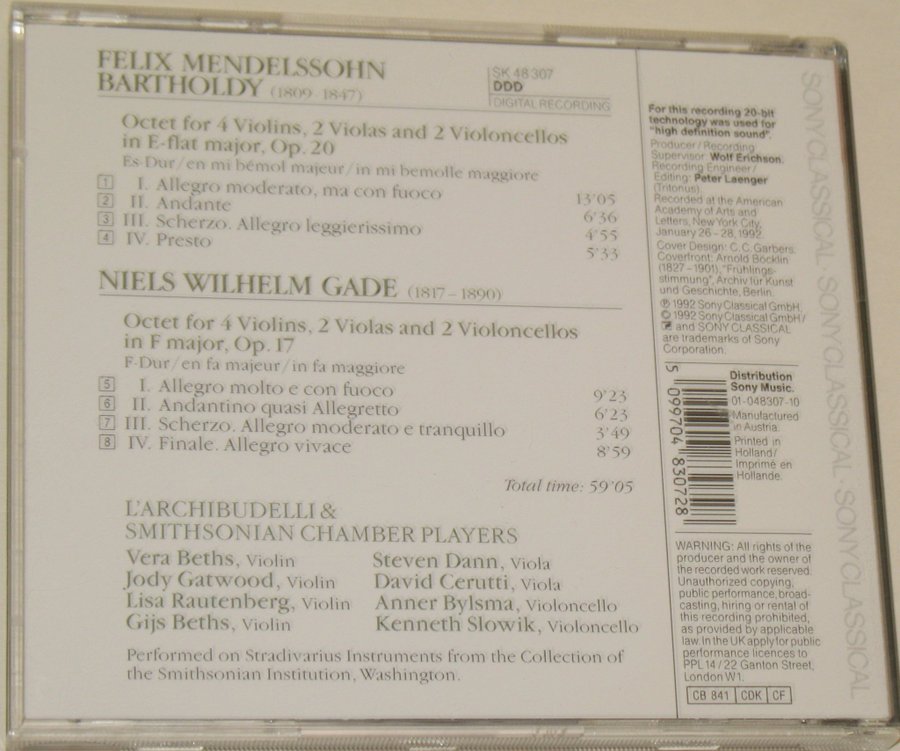 FELIX MENDELSSOHN
BARTHOLDY (1809-1847)
SK 48 307
DDD
DIGITAL RECORDING
Octet for 4 Violins, 2 Violas and 2 Violoncellos
in E-flat major, Op. 20
Es-Dur/en mi bémol majeur/in mi bemolle maggiore
1 I. Allegro moderato, ma con fuoco 13'05
2 II. Andante 6'36
3 III. Scherzo. Allegro leggierissimo 4'55
4 IV. Presto 5'33
NIELS WILHELM GADE (1817-1890)
Octet for 4 Violins, 2 Violas and 2 Violoncellos
in F major, Op. 17
F-Dur/en fa majeur/in fa maggiore
5 I. Allegro molto e con fuoco 9'23
6 II. Andantino quasi Allegretto 6'23
7 III. Scherzo. Allegro moderato e tranquillo 3'49
8 IV. Finale. Allegro vivace 8'59
Total time: 59'05
L'ARCHIBUDELLI &
SMITHSONIAN CHAMBER PLAYERS
Vera Beths, Violin
Jody Gatwood, Violin
Lisa Rautenberg, Violin
Gijs Beths, Violin
Steven Dann, Viola
David Cerutti, Viola
Anner Bylsma, Violoncello
Kenneth Slowik, Violoncello
Performed on Stradivarius Instruments from the Collection of
the Smithsonian Institution, Washington.
For this recording 20-bit
technology was used for
"high definition sound".
Producer/Recording
Supervisor: Wolf Erichson.
Recording Engineer/
Editing: Peter Laenger
(Tritonus).
Recorded at the American
Academy of Arts and
Letters, New York City,
January 26-28, 1992.
Cover Design: C.C. Garbers.
Coverfront: Arnold Böcklin
(1827-1901), "Frühlings-
stimmung", Archiv für Kunst
und Geschichte, Berlin.
℗ 1992 Sony Classical GmbH.
© 1992 Sony Classical GmbH/
and SONY CLASSICAL
are trademarks of Sony
Corporation.
5 099704 830728
Distribution
Sony Music.
01-048307-10
Manufactured
in Austria.
Printed in
Holland/
Imprimé en
Hollande.
WARNING: All rights of the
producer and the owner of
the recorded work reserved.
Unauthorized copying,
public performance, broad-
casting, hiring or rental of
this recording prohibited,
as provided by applicable
law. In the UK apply for public
performance licences to
PPL 14/22 Ganton Street,
London W1.
CB 841 CDK CF
SONY CLASSICAL · SONY CLASSICAL · SONY CLASSICAL